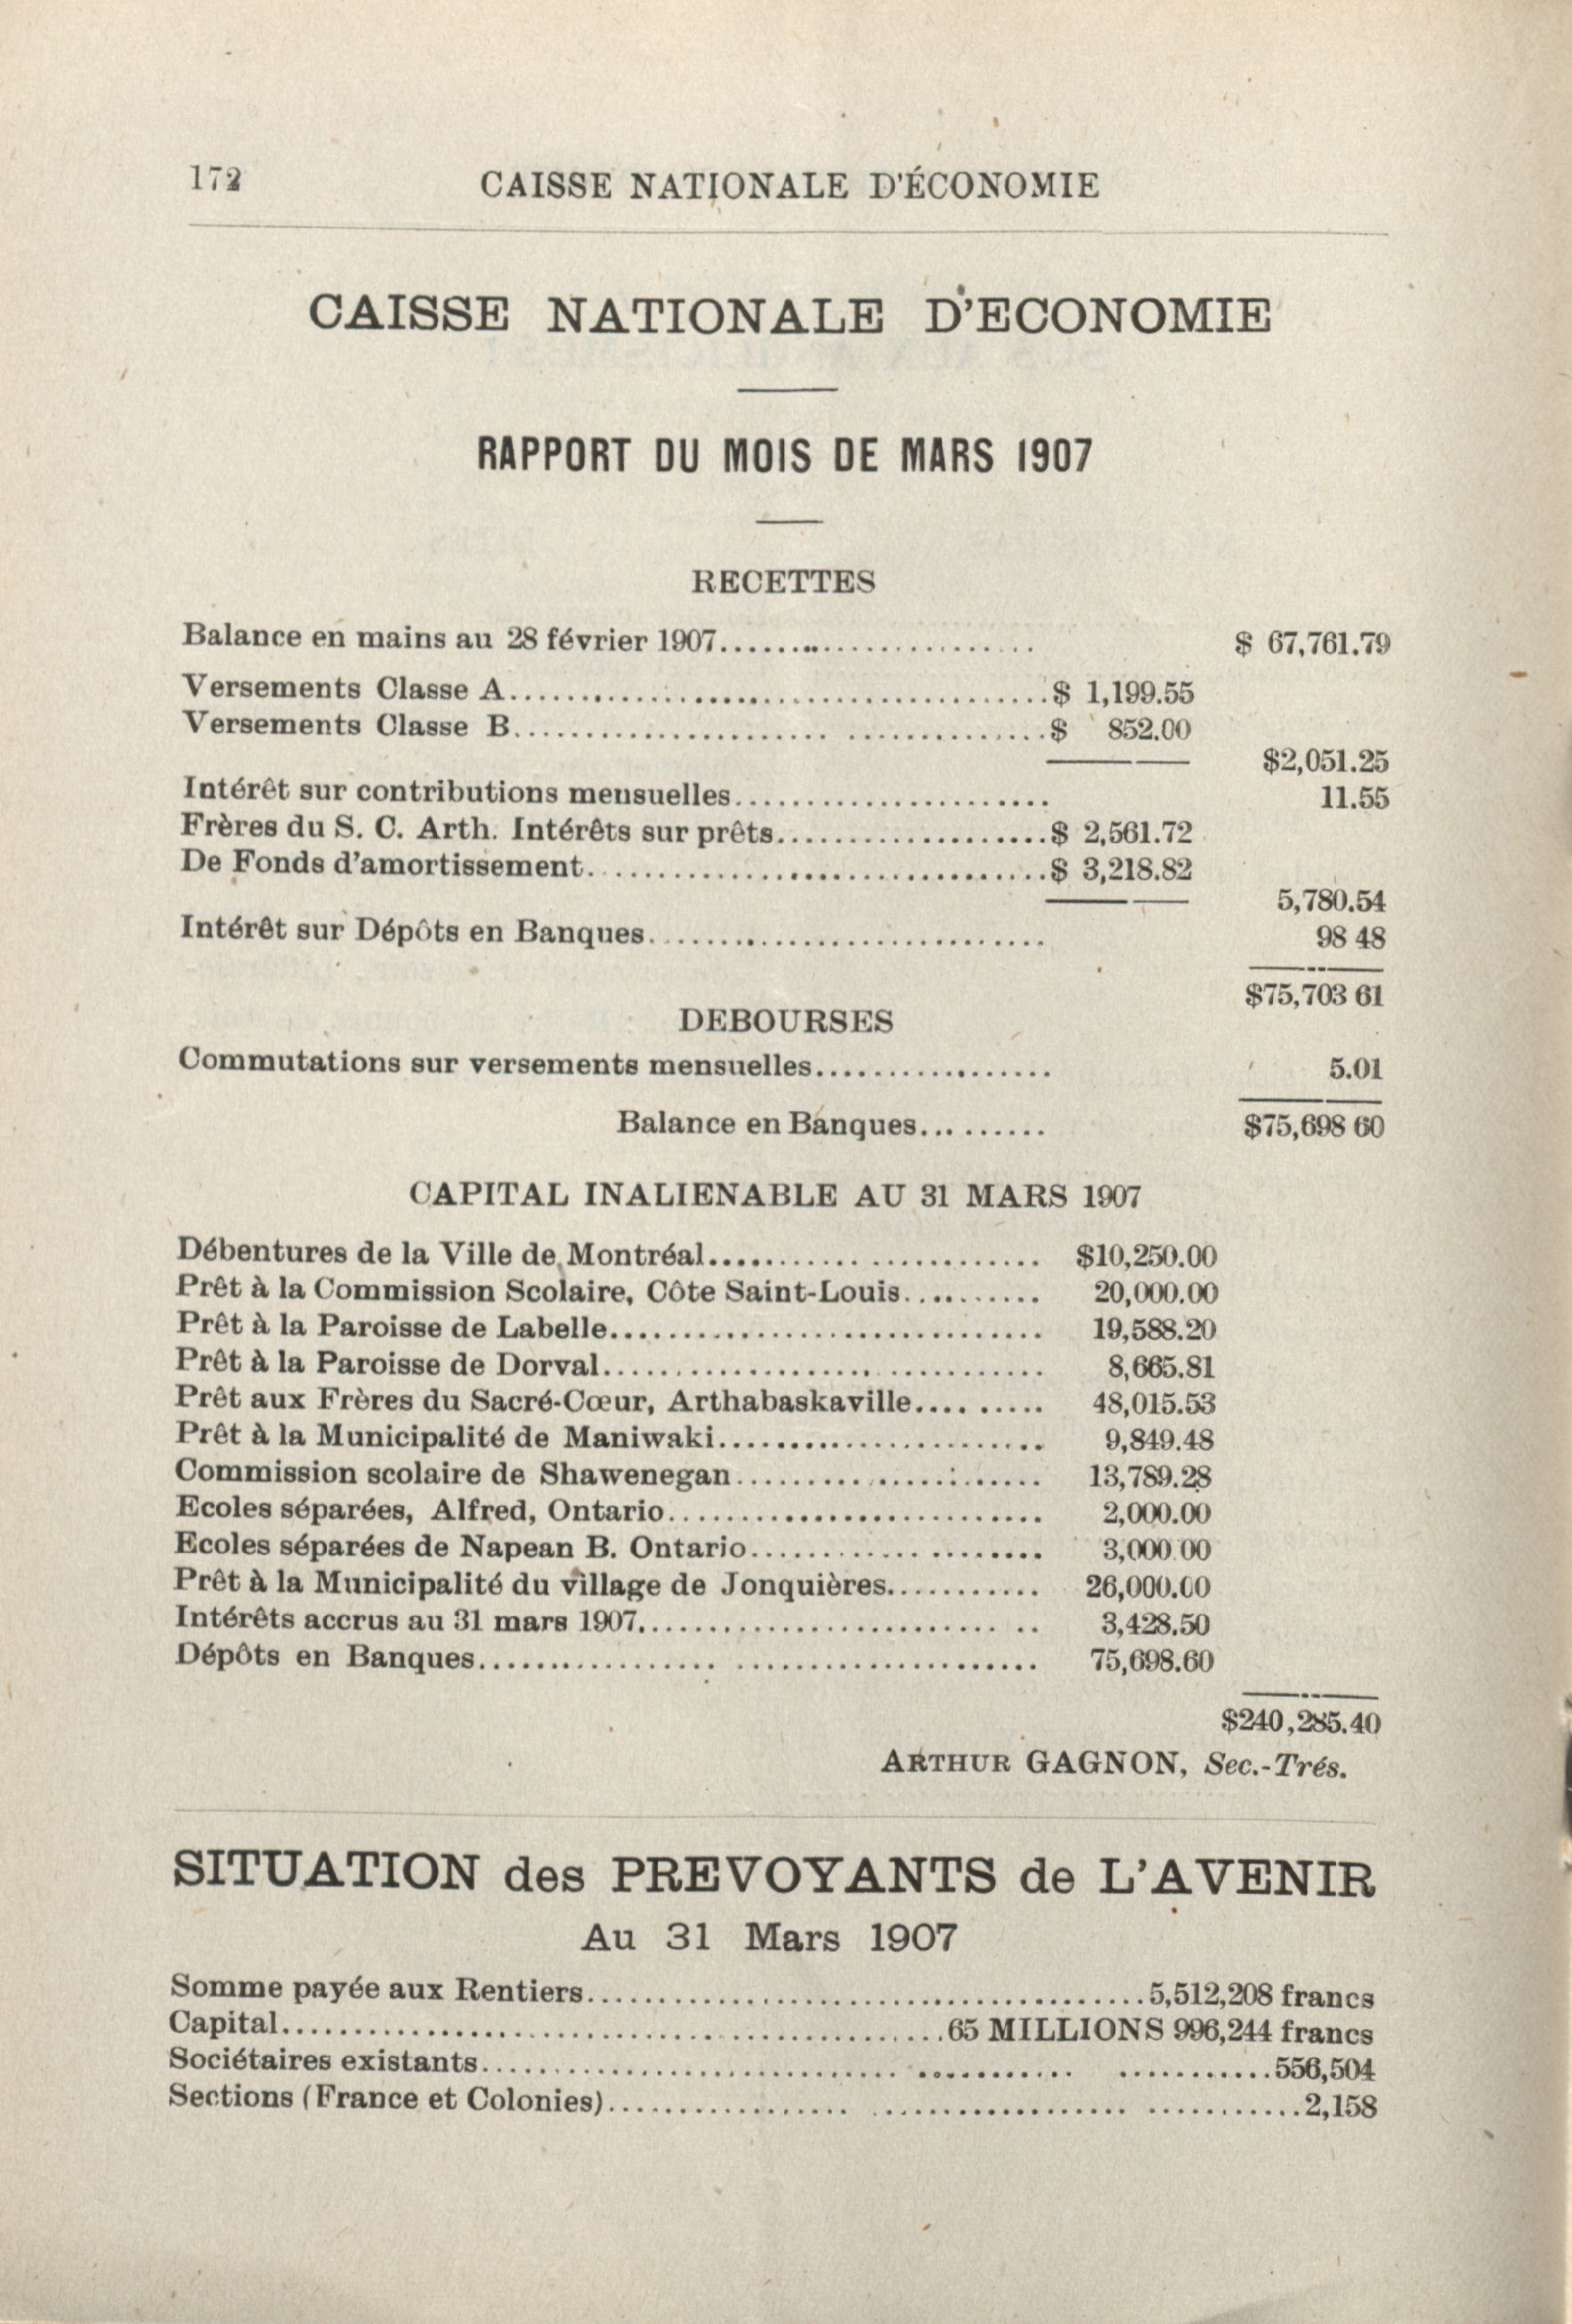 172 CAISSE NATIONALE D'ÉCONOMIE
CAISSE NATIONALE D'ECONOMIE
RAPPORT DU MOIS DE MARS 1907
RECETTES
Balance en mains au 28 février 1907................................ $ 67,761.79
Versements Classe A......................................$ 1,199.55
Versements Classe B......................................$ 852.00
$2,051.25
Intérêt sur contributions mensuelles...................... 11.55
Frères du S. C. Arth. Intérêts sur prêts...................$ 2,561.72
De Fonds d'amortissement................................$ 3,218.82
5,780.54
Intérêt sur Dépôts en Banques............................ 98 48
$75,703 61
DEBOURSES
Commutations sur versements mensuelles................. 5.01
Balance en Banques.......... $75,698 60
CAPITAL INALIENABLE AU 31 MARS 1907
Débentures de la Ville de Montréal....................... $10,250.00
Prêt à la Commission Scolaire, Côte Saint-Louis.......... 20,000.00
Prêt à la Paroisse de Labelle.............................. 19,588.20
Prêt à la Paroisse de Dorval............................... 8,665.81
Prêt aux Frères du Sacré-Cœur, Arthabaskaville......... 48,015.53
Prêt à la Municipalité de Maniwaki....................... 9,849.48
Commission scolaire de Shawenegan...................... 13,789.28
Ecoles séparées, Alfred, Ontario.......................... 2,000.00
Ecoles séparées de Napean B. Ontario.................... 3,000.00
Prêt à la Municipalité du village de Jonquières........... 26,000.00
Intérêts accrus au 31 mars 1907........................... 3,428.50
Dépôts en Banques...................................... 75,698.60
$240,285.40
ARTHUR GAGNON, Sec.-Trés.
SITUATION des PREVOYANTS de L'AVENIR
Au 31 Mars 1907
Somme payée aux Rentiers.......................................5,512,208 francs
Capital..............................................65 MILLIONS 996,244 francs
Sociétaires existants....................................................556,504
Sections (France et Colonies).............................................2,158